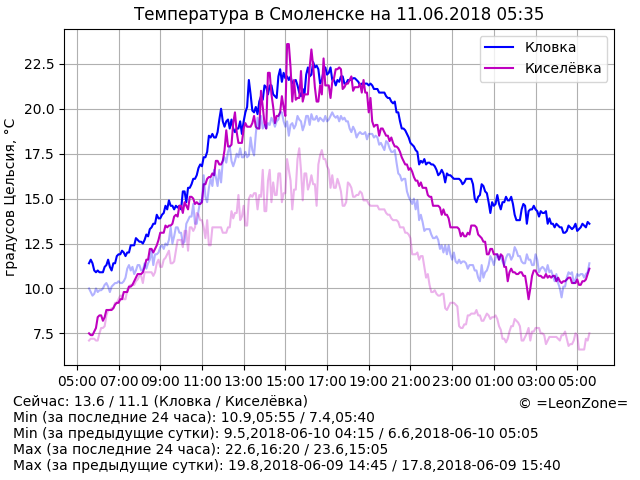 Температура в Смоленске на 11.06.2018 05:35
Кловка
Киселёвка
градусов Цельсия, °C
22.5
20.0
17.5
15.0
12.5
10.0
7.5
05:00 07:00 09:00 11:00 13:00 15:00 17:00 19:00 21:00 23:00 01:00 03:00 05:00
Сейчас: 13.6 / 11.1 (Кловка / Киселёвка)
© =LeonZone=
Min (за последние 24 часа): 10.9,05:55 / 7.4,05:40
Min (за предыдущие сутки): 9.5,2018-06-10 04:15 / 6.6,2018-06-10 05:05
Max (за последние 24 часа): 22.6,16:20 / 23.6,15:05
Max (за предыдущие сутки): 19.8,2018-06-09 14:45 / 17.8,2018-06-09 15:40